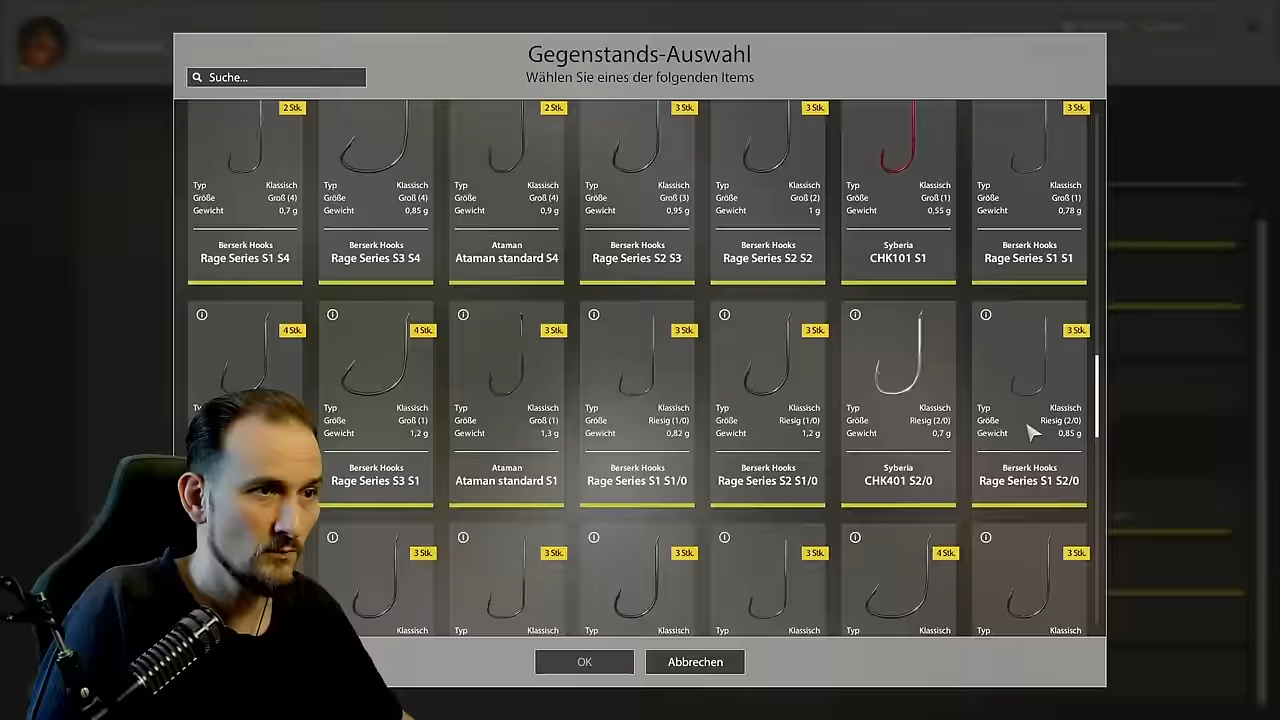 Gegenstands-Auswahl
Suche...
Wählen Sie eines der folgenden Items
2 Stk. 2 Stk. 3 Stk. 3 Stk. 3 Stk.
Typ Klassisch Typ Klassisch Typ Klassisch Typ Klassisch Typ Klassisch Typ Klassisch Typ Klassisch
Größe Groß (4) Größe Groß (4) Größe Groß (4) Größe Groß (3) Größe Groß (2) Größe Groß (1) Größe Groß (1)
Gewicht 0,7 g Gewicht 0,85 g Gewicht 0,9 g Gewicht 0,95 g Gewicht 1 g Gewicht 0,55 g Gewicht 0,78 g
Berserk Hooks Berserk Hooks Ataman Berserk Hooks Berserk Hooks Syberia Berserk Hooks
Rage Series S1 S4 Rage Series S3 S4 Ataman standard S4 Rage Series S2 S3 Rage Series S2 S2 CHK101 S1 Rage Series S1 S1
4 Stk. 4 Stk. 3 Stk. 3 Stk. 3 Stk. 3 Stk.
Klassisch Typ Klassisch Typ Klassisch Typ Klassisch Typ Klassisch Typ Klassisch Typ Klassisch
Größe Groß (1) Größe Groß (1) Größe Riesig (1/0) Größe Riesig (1/0) Größe Riesig (2/0) Größe Riesig (2/0)
Gewicht 1,2 g Gewicht 1,3 g Gewicht 0,82 g Gewicht 1,2 g Gewicht 0,7 g Gewicht 0,85 g
Berserk Hooks Ataman Berserk Hooks Berserk Hooks Syberia Berserk Hooks
Rage Series S3 S1 Ataman standard S1 Rage Series S1 S1/0 Rage Series S2 S1/0 CHK401 S2/0 Rage Series S1 S2/0
3 Stk. 3 Stk. 3 Stk. 3 Stk. 4 Stk. 3 Stk.
Klassisch Typ Klassisch Typ Klassisch Typ Klassisch Typ Klassisch Typ Klassisch
OK Abbrechen